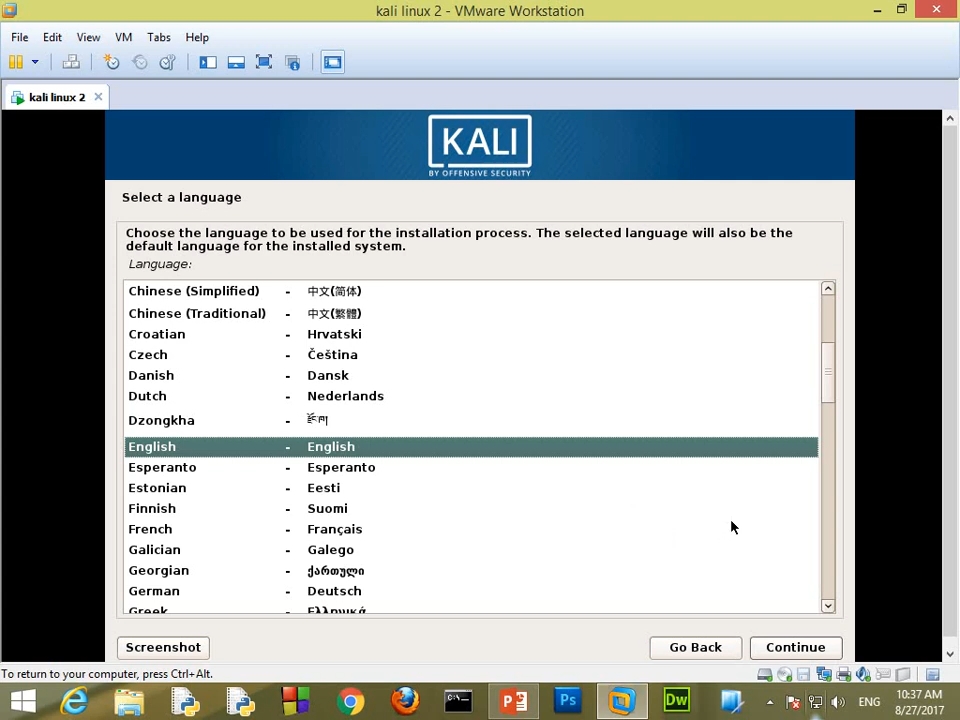 kali linux 2 - VMware Workstation
File Edit View VM Tabs Help
kali linux 2
KALI
BY OFFENSIVE SECURITY
Select a language
Choose the language to be used for the installation process. The selected language will also be the
default language for the installed system.
Language:
Chinese (Simplified) - 中文(简体)
Chinese (Traditional) - 中文(繁體)
Croatian - Hrvatski
Czech - Čeština
Danish - Dansk
Dutch - Nederlands
Dzongkha - རྫོང་ཁ།
English - English
Esperanto - Esperanto
Estonian - Eesti
Finnish - Suomi
French - Français
Galician - Galego
Georgian - ქართული
German - Deutsch
Greek - Ελληνικά
Screenshot Go Back Continue
To return to your computer, press Ctrl+Alt.
Ps Dw ENG 10:37 AM
8/27/2017